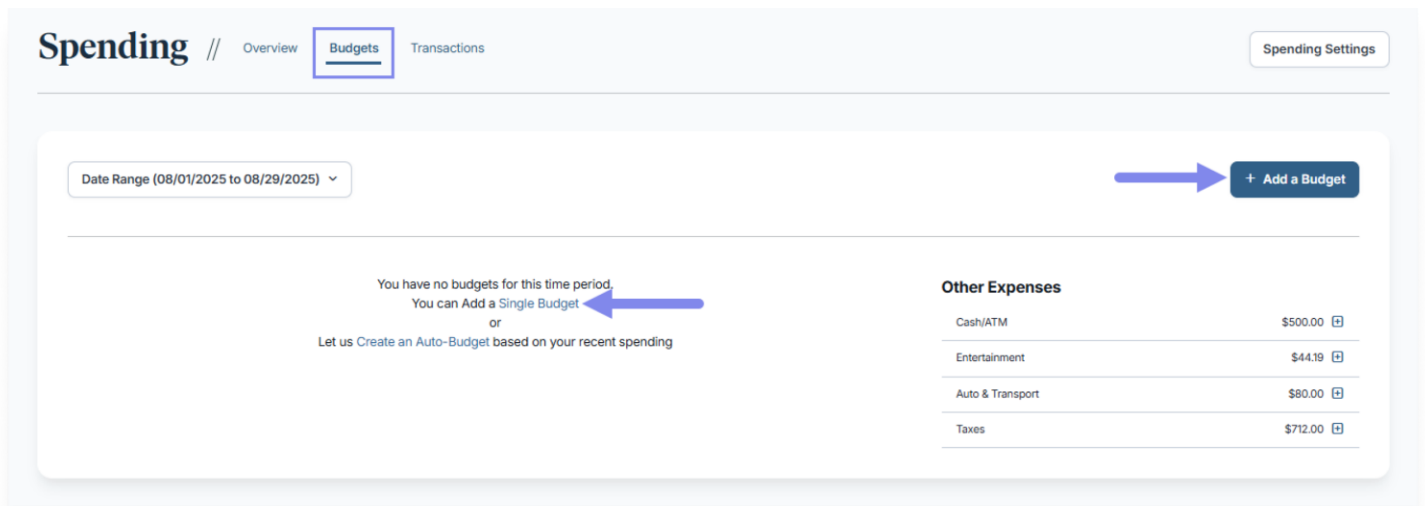 Spending // Overview Budgets Transactions Spending Settings
Date Range (08/01/2025 to 08/29/2025) + Add a Budget
You have no budgets for this time period.
You can Add a Single Budget
or
Let us Create an Auto-Budget based on your recent spending
Other Expenses
Cash/ATM $500.00
Entertainment $44.19
Auto & Transport $80.00
Taxes $712.00